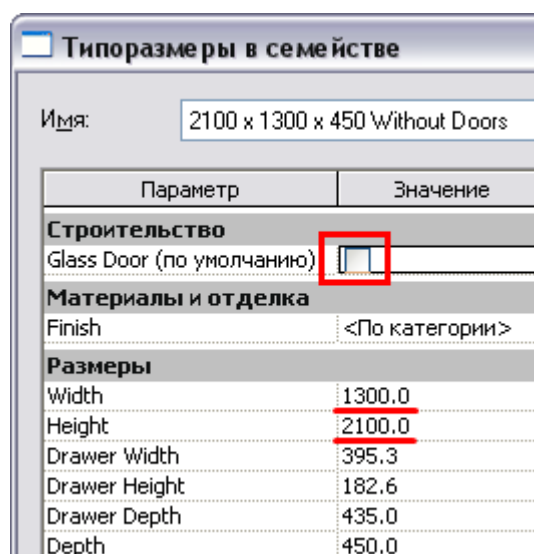 Типоразмеры в семействе
Имя: 2100 x 1300 x 450 Without Doors
Параметр Значение
Строительство
Glass Door (по умолчанию)
Материалы и отделка
Finish <По категории>
Размеры
Width 1300.0
Height 2100.0
Drawer Width 395.3
Drawer Height 182.6
Drawer Depth 435.0
Depth 450.0